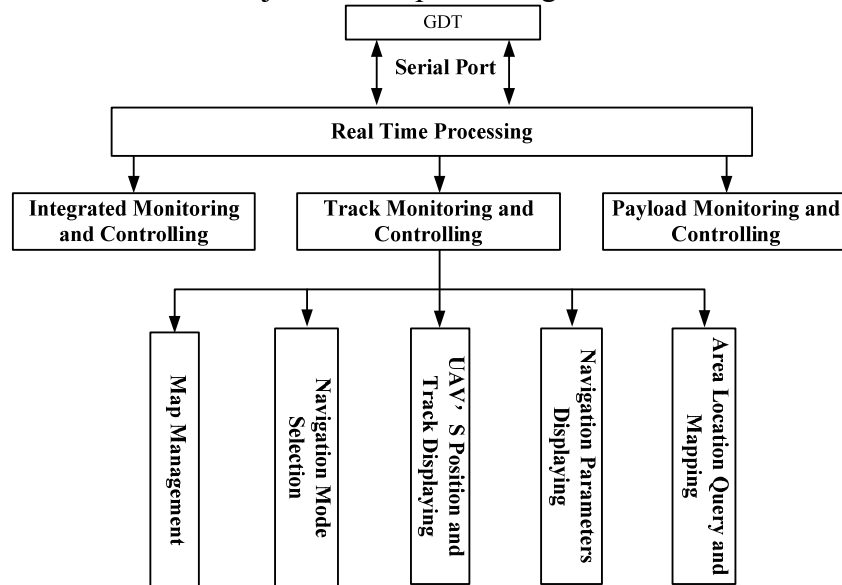 GDT
Serial Port
Real Time Processing
Integrated Monitoring
and Controlling
Track Monitoring and
Controlling
Payload Monitoring and
Controlling
Map Management
Navigation Mode
Selection
UAV’S Position and
Track Displaying
Navigation Parameters
Displaying
Area Location Query and
Mapping